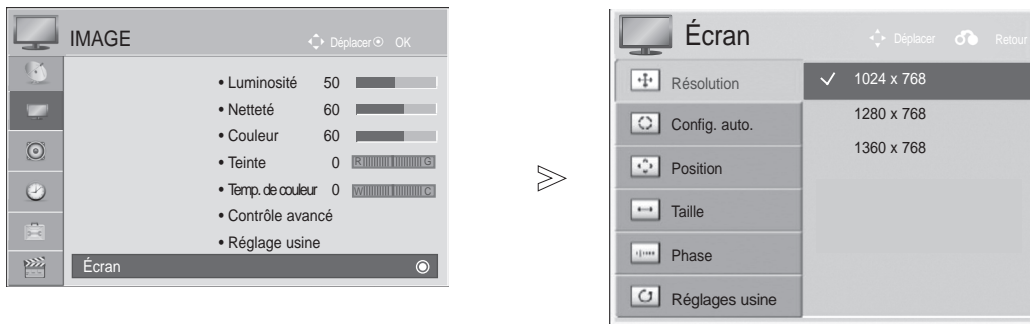 IMAGE
Déplacer OK
• Luminosité 50
• Netteté 60
• Couleur 60
• Teinte 0 R G
• Temp. de couleur 0 W C
• Contrôle avancé
• Réglage usine
Écran
Écran
Déplacer Retour
Résolution
Config. auto.
Position
Taille
Phase
Réglages usine
✓ 1024 x 768
1280 x 768
1360 x 768